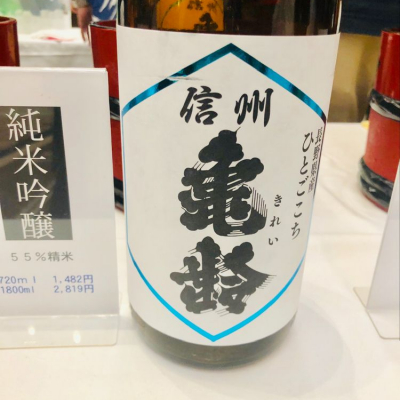 純米吟醸
55%精米
720ml 1,482円
1800ml 2.819円
信州
亀齢
きれい
長野県産
ひとごこち